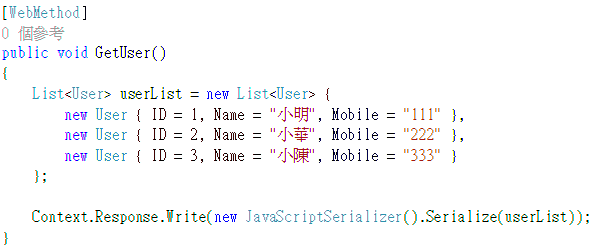 [WebMethod]
0 個參考
public void GetUser()
{
    List<User> userList = new List<User> {
        new User { ID = 1, Name = "小明", Mobile = "111" },
        new User { ID = 2, Name = "小華", Mobile = "222" },
        new User { ID = 3, Name = "小陳", Mobile = "333" }
    };
    Context.Response.Write(new JavaScriptSerializer().Serialize(userList));
}